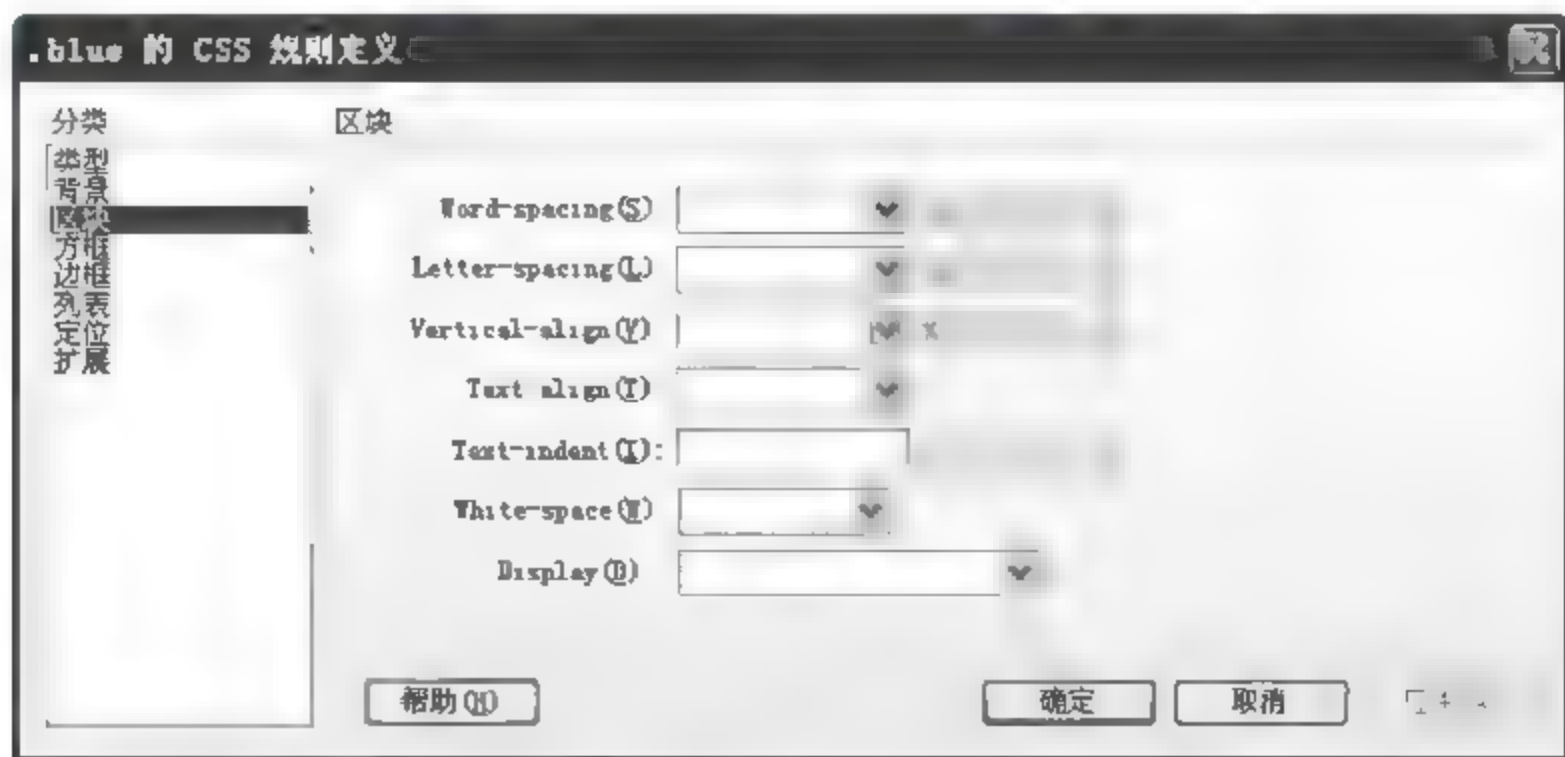 .blue 的 CSS 规则定义
分类
类型
背景
区块
方框
边框
列表
定位
扩展
区块
Word-spacing(S)
Letter-spacing(L)
Vertical-align(V)
%
Text align(T)
Text-indent(I):
White-space(W)
Display(D)
帮助(H)
确定
取消